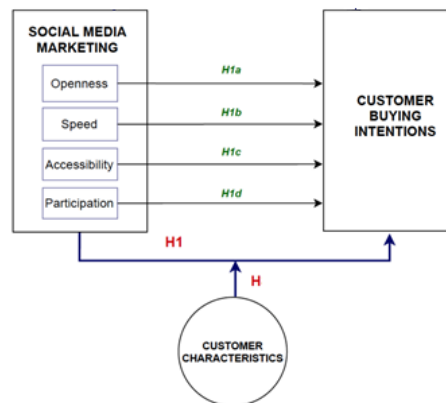 SOCIAL MEDIA
MARKETING
Openness
Speed
Accessibility
Participation
H1a
H1b
H1c
H1d
CUSTOMER
BUYING
INTENTIONS
H1
H
CUSTOMER
CHARACTERISTICS